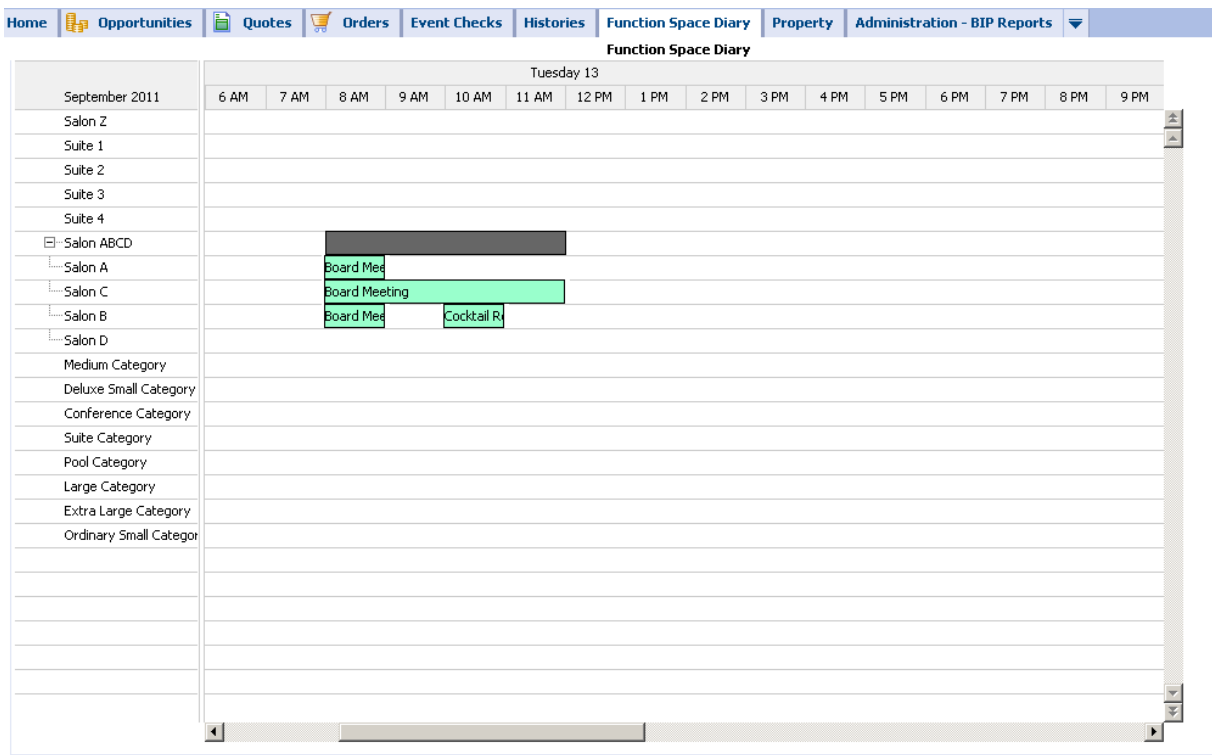 Home Opportunities Quotes Orders Event Checks Histories Function Space Diary Property Administration - BIP Reports
Function Space Diary
Tuesday 13
September 2011 6 AM 7 AM 8 AM 9 AM 10 AM 11 AM 12 PM 1 PM 2 PM 3 PM 4 PM 5 PM 6 PM 7 PM 8 PM 9 PM
Salon Z
Suite 1
Suite 2
Suite 3
Suite 4
Salon ABCD
Salon A Board Mee
Salon C Board Meeting
Salon B Board Mee Cocktail R
Salon D
Medium Category
Deluxe Small Category
Conference Category
Suite Category
Pool Category
Large Category
Extra Large Category
Ordinary Small Categor